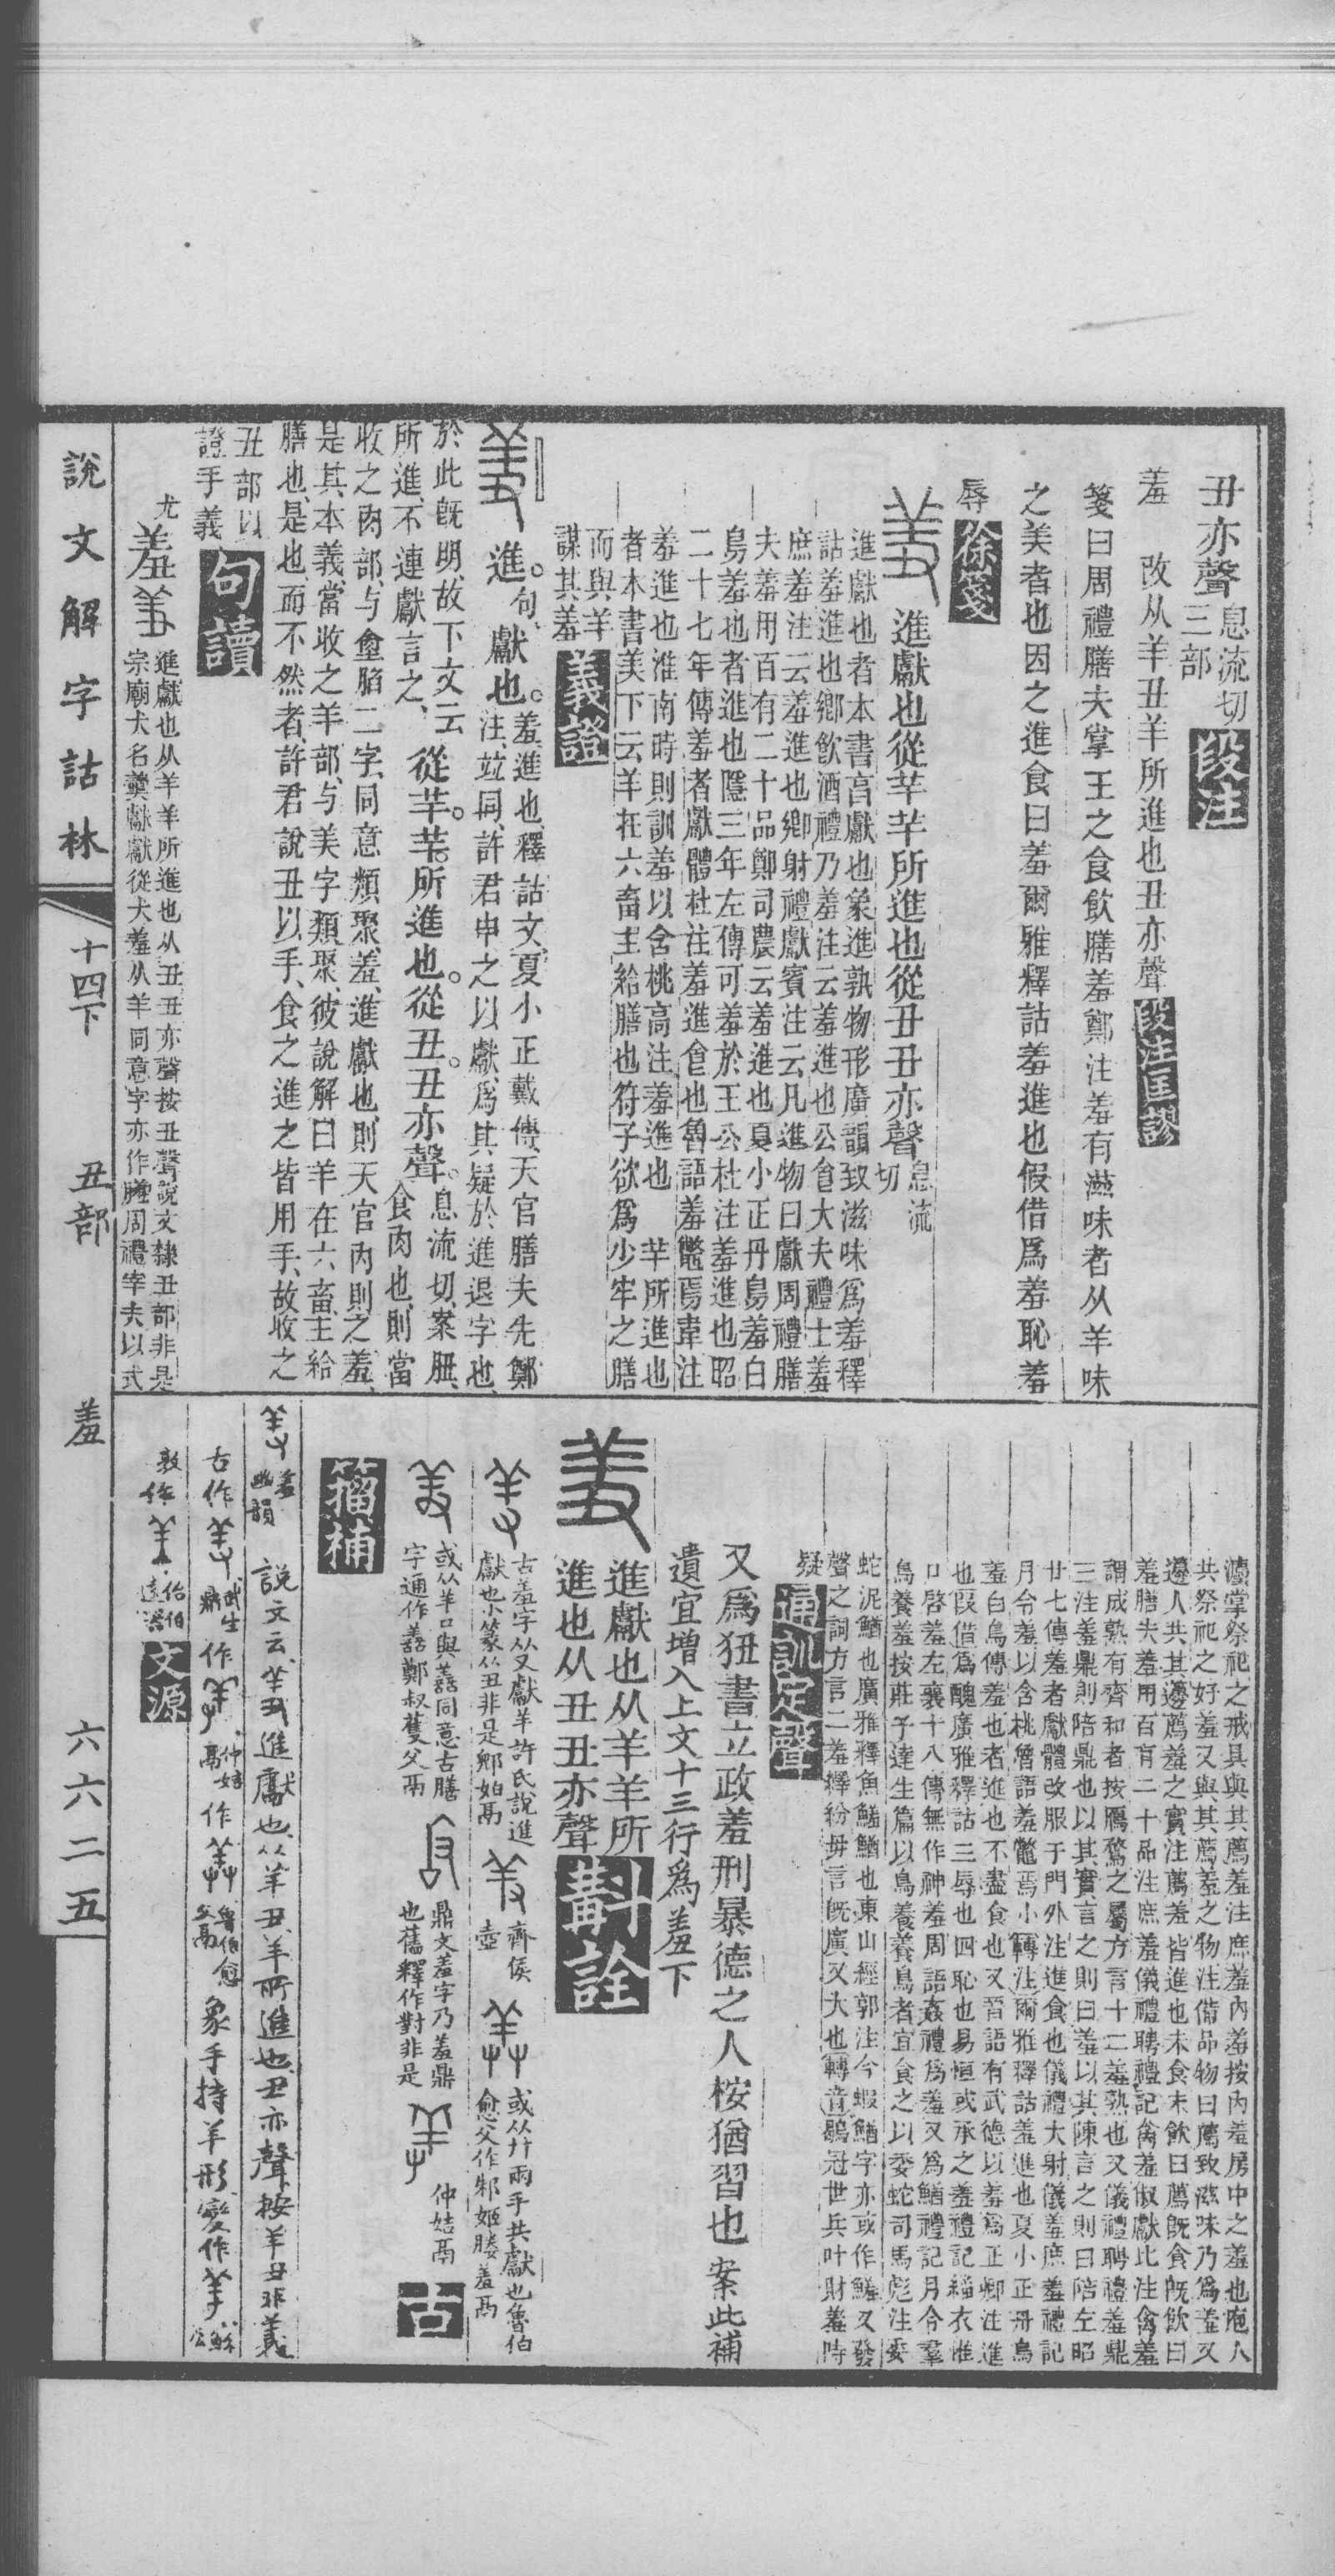 丑亦聲息流切
三部
段注
羞　改从羊丑羊所進也丑亦聲段注匡謬
箋曰周禮膳夫掌王之食飲膳羞鄭注羞有滋味者从羊味
之美者也因之進食曰羞爾雅釋詁羞進也假借爲羞恥羞
辱徐箋
進獻也從羊羊所進也從丑丑亦聲息流
切
進獻也者本書亯獻也象進孰物形廣韻致滋味爲羞釋
詁羞進也鄉飲酒禮乃羞注云羞進也公食大夫禮士羞
庶羞注云羞進也鄉射禮獻賓注云凡進物曰獻周禮膳
夫羞用百有二十品鄭司農云羞進也夏小正丹鳥羞白
鳥羞也者進也隱三年左傳可羞於王公杜注羞進也昭
二十七年傳羞者獻體杜注羞進食也魯語羞鼈焉韋注
羞進也淮南時則訓羞以含桃高注羞進也　羊所進也
者本書美下云羊在六畜主給膳也符子欲爲少牢之膳
而與羊
謀其羞
義證
進。句、獻也。羞、進也、釋詁文、夏小正戴傳、天官膳夫先鄭
注、竝同、許君申之以獻、爲其疑於進退字也、
於此旣明、故下文云從羊。羊所進也。從丑。丑亦聲。息流切、案胆、
食肉也、則當
所進、不連獻言之、
收之肉部、与䏽䐄二字、同意類聚、羞、進獻也、則天官內則之羞、
是其本義、當收之羊部、与美字類聚、彼說解曰羊在六畜、主給
膳也、是也、而不然者、許君說丑以手、食之進之皆用手、故收之
丑部以
證手義
句讀
尤
羞　進獻也从羊羊所進也从丑丑亦聲按丑聲說文隸丑部非是
宗廟犬名羹獻獻從犬羞从羊同意字亦作膳周禮宰夫以式
灋掌祭祀之戒具與其薦羞注庶羞內羞按內羞房中之羞也庖人
共祭祀之好羞又與其薦羞之物注備品物曰薦致滋味乃爲羞又
籩人共其籩薦羞之實注薦羞皆進也未食未飲曰薦旣食旣飲曰
羞膳夫羞用百有二十品注庶羞儀禮聘禮記禽羞俶獻比注禽羞
謂成熟有齊和者按鴈鶩之屬方言十二羞熟也又儀禮聘禮羞鼎
三注羞鼎則陪鼎也以其實言之則曰羞以其陳言之則曰陪左昭
廿七傳羞者獻體改服于門外注進食也儀禮大射儀羞庶羞禮記
月令羞以含桃魯語羞鼈焉小轉注爾雅釋詁羞進也夏小正丹鳥
羞白鳥傳羞也者進也不盡食也又晉語有武德以羞爲正卿注進
也叚借爲醜廣雅釋詁三辱也四恥也易恆或承之羞禮記緇衣惟
口啓羞左襄十八傳無作神羞周語姦禮爲羞又爲䲡禮記月令羣
鳥養羞按莊子達生篇以鳥養養鳥者宜食之以委蛇司馬彪注委
蛇泥鰌也廣雅釋魚鰼鰌也東山經郭注今蝦鰌字亦或作鱃又發
聲之詞方言二羞繹紛毋言旣廣又大也轉音鶡冠世兵叶財羞時
疑
通訓定聲
又爲狃書立政羞刑暴德之人桉猶習也案此補
遺宜增入上文十三行爲羞下
進獻也从羊羊所
進也从丑丑亦聲
斠詮
古羞字从又獻羊許氏說進
獻也小篆从丑非是鄭姞鬲
齊侯
壺
或从廾兩手共獻也魯伯
愈父作邾姬媵羞鬲
或从羊口與譱同意古膳
字通作譱鄭叔蒦父鬲
鼎文羞字乃羞鼎
也舊釋作對非是
仲姞鬲
古
籀補
羞
幽韻
說文云、進獻也、从羊丑、羊所進也、丑亦聲按羊丑非義
古作武生
鼎作仲姞
鬲作魯伯愈
父鬲象手持羊形變作穌
公
敦作伯伯
達敦
文源
說文解字詁林
十四下
丑部
羞
六六二五